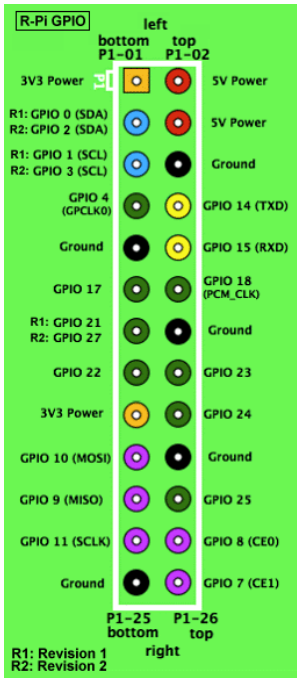 R-Pi GPIO
left
bottom top
P1-01 P1-02
3V3 Power P1 5V Power
R1: GPIO 0 (SDA)
R2: GPIO 2 (SDA) 5V Power
R1: GPIO 1 (SCL)
R2: GPIO 3 (SCL) Ground
GPIO 4
(GPCLK0) GPIO 14 (TXD)
Ground GPIO 15 (RXD)
GPIO 17 GPIO 18
(PCM_CLK)
R1: GPIO 21
R2: GPIO 27 Ground
GPIO 22 GPIO 23
3V3 Power GPIO 24
GPIO 10 (MOSI) Ground
GPIO 9 (MISO) GPIO 25
GPIO 11 (SCLK) GPIO 8 (CE0)
Ground GPIO 7 (CE1)
P1-25 P1-26
bottom top
right
R1: Revision 1
R2: Revision 2